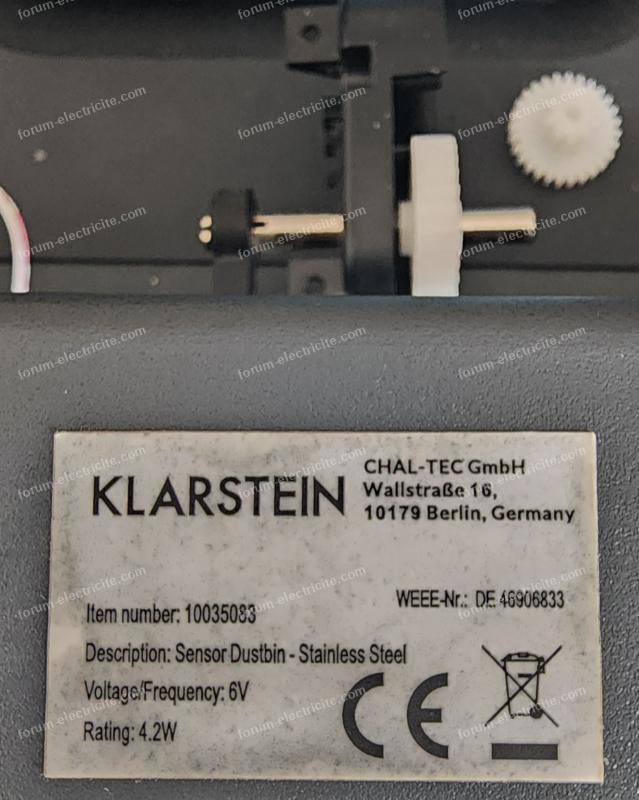 KLARSTEIN
CHAL-TEC GmbH
Wallstraße 16,
10179 Berlin, Germany
WEEE-Nr.: DE 46906833
Item number: 10035083
Description: Sensor Dustbin - Stainless Steel
Voltage/Frequency: 6V
Rating: 4.2W
CE
forum-electricite.com